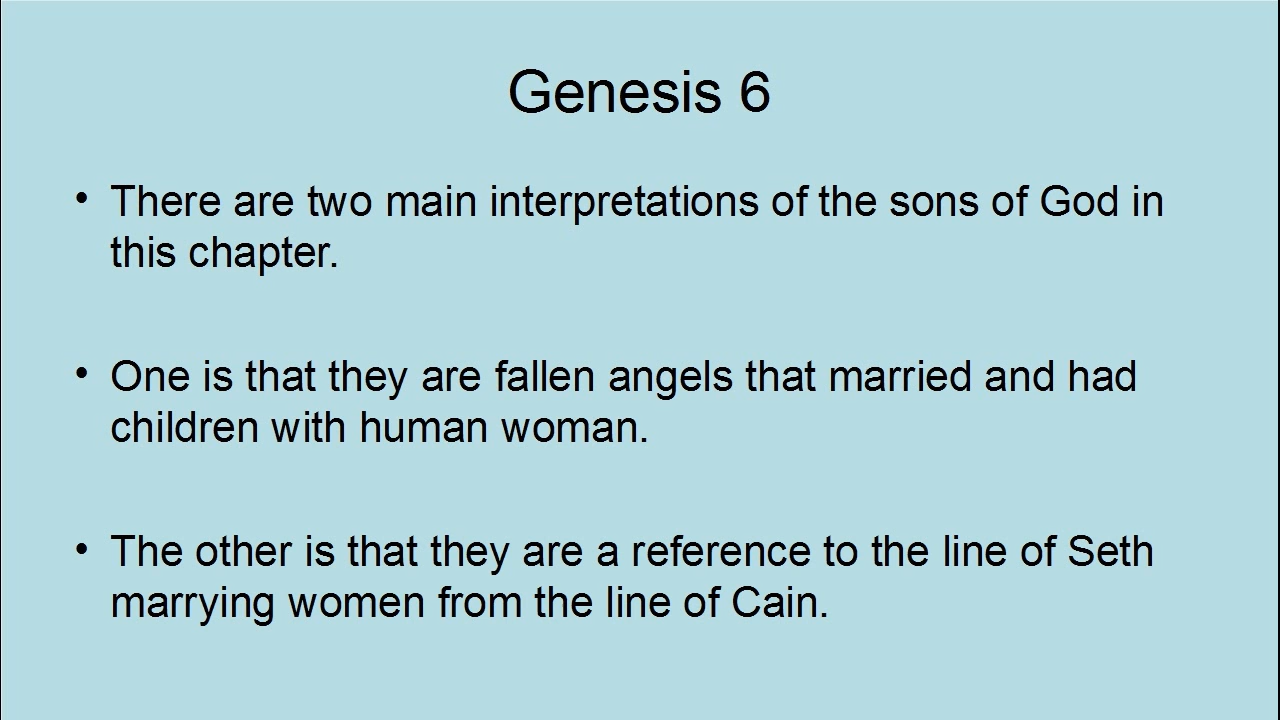 Genesis 6
• There are two main interpretations of the sons of God in
this chapter.
• One is that they are fallen angels that married and had
children with human woman.
• The other is that they are a reference to the line of Seth
marrying women from the line of Cain.